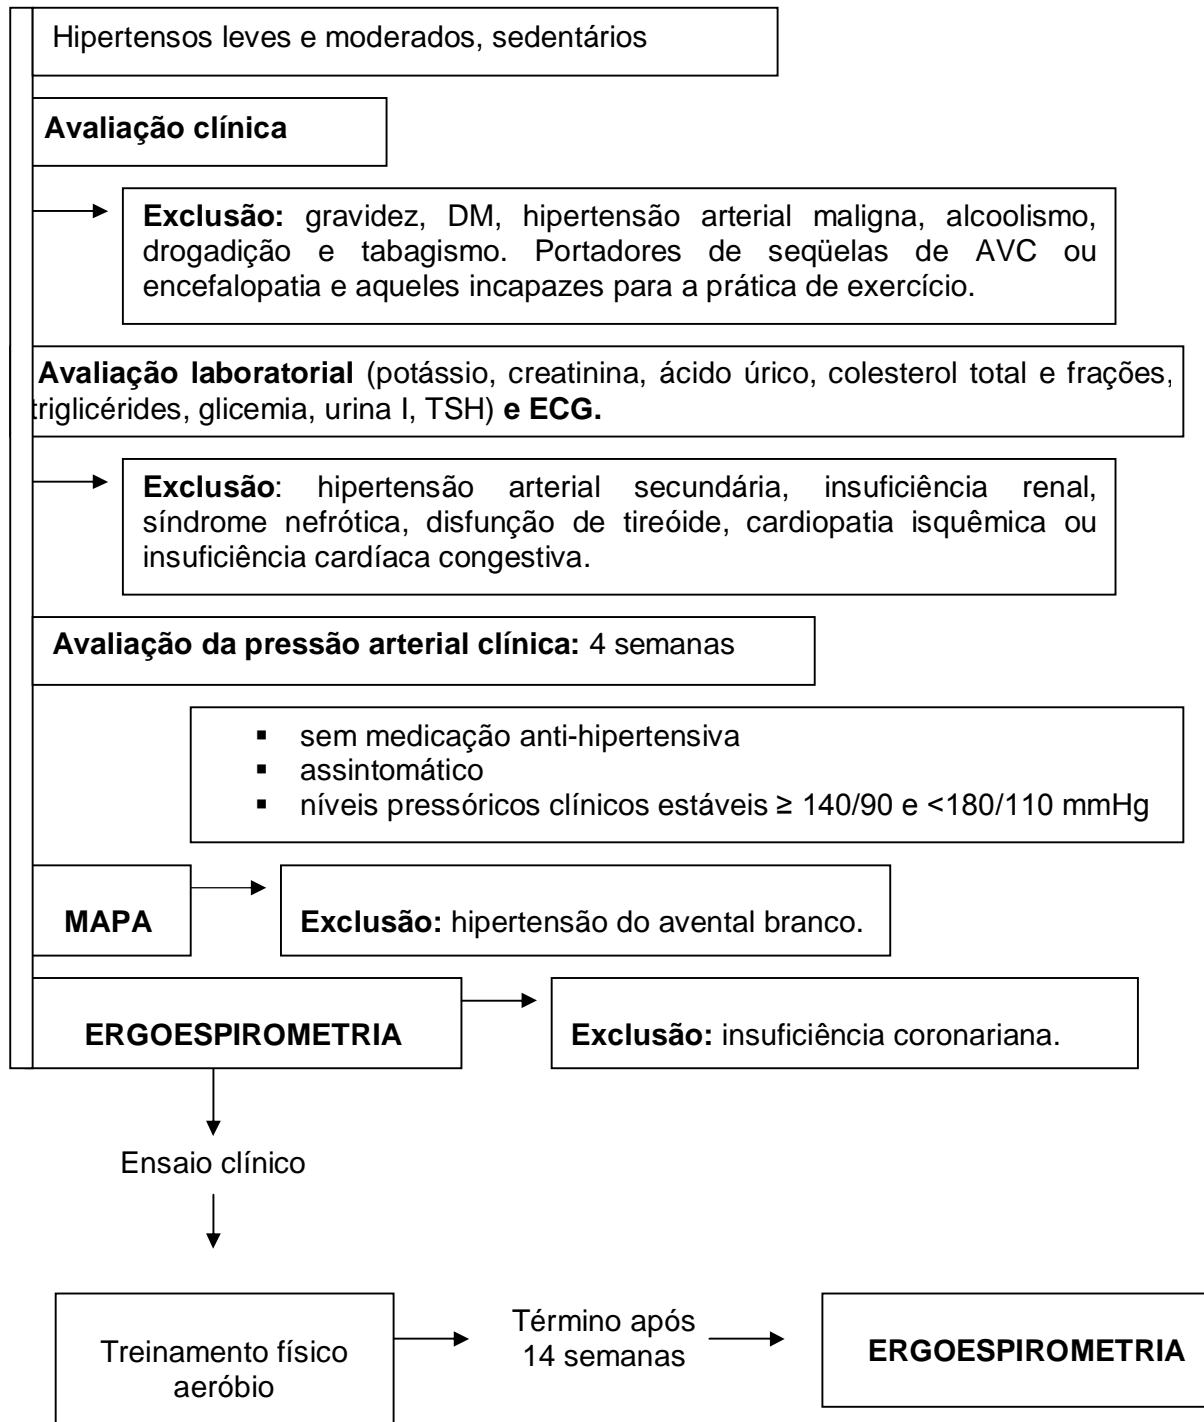 Hipertensos leves e moderados, sedentários
Avaliação clínica
Exclusão: gravidez, DM, hipertensão arterial maligna, alcoolismo,
drogadição e tabagismo. Portadores de seqüelas de AVC ou
encefalopatia e aqueles incapazes para a prática de exercício.
Avaliação laboratorial (potássio, creatinina, ácido úrico, colesterol total e frações,
triglicérides, glicemia, urina I, TSH) e ECG.
Exclusão: hipertensão arterial secundária, insuficiência renal,
síndrome nefrótica, disfunção de tireóide, cardiopatia isquêmica ou
insuficiência cardíaca congestiva.
Avaliação da pressão arterial clínica: 4 semanas
▪ sem medicação anti-hipertensiva
▪ assintomático
▪ níveis pressóricos clínicos estáveis ≥ 140/90 e <180/110 mmHg
MAPA
Exclusão: hipertensão do avental branco.
ERGOESPIROMETRIA
Exclusão: insuficiência coronariana.
Ensaio clínico
Treinamento físico
aeróbio
Término após
14 semanas
ERGOESPIROMETRIA